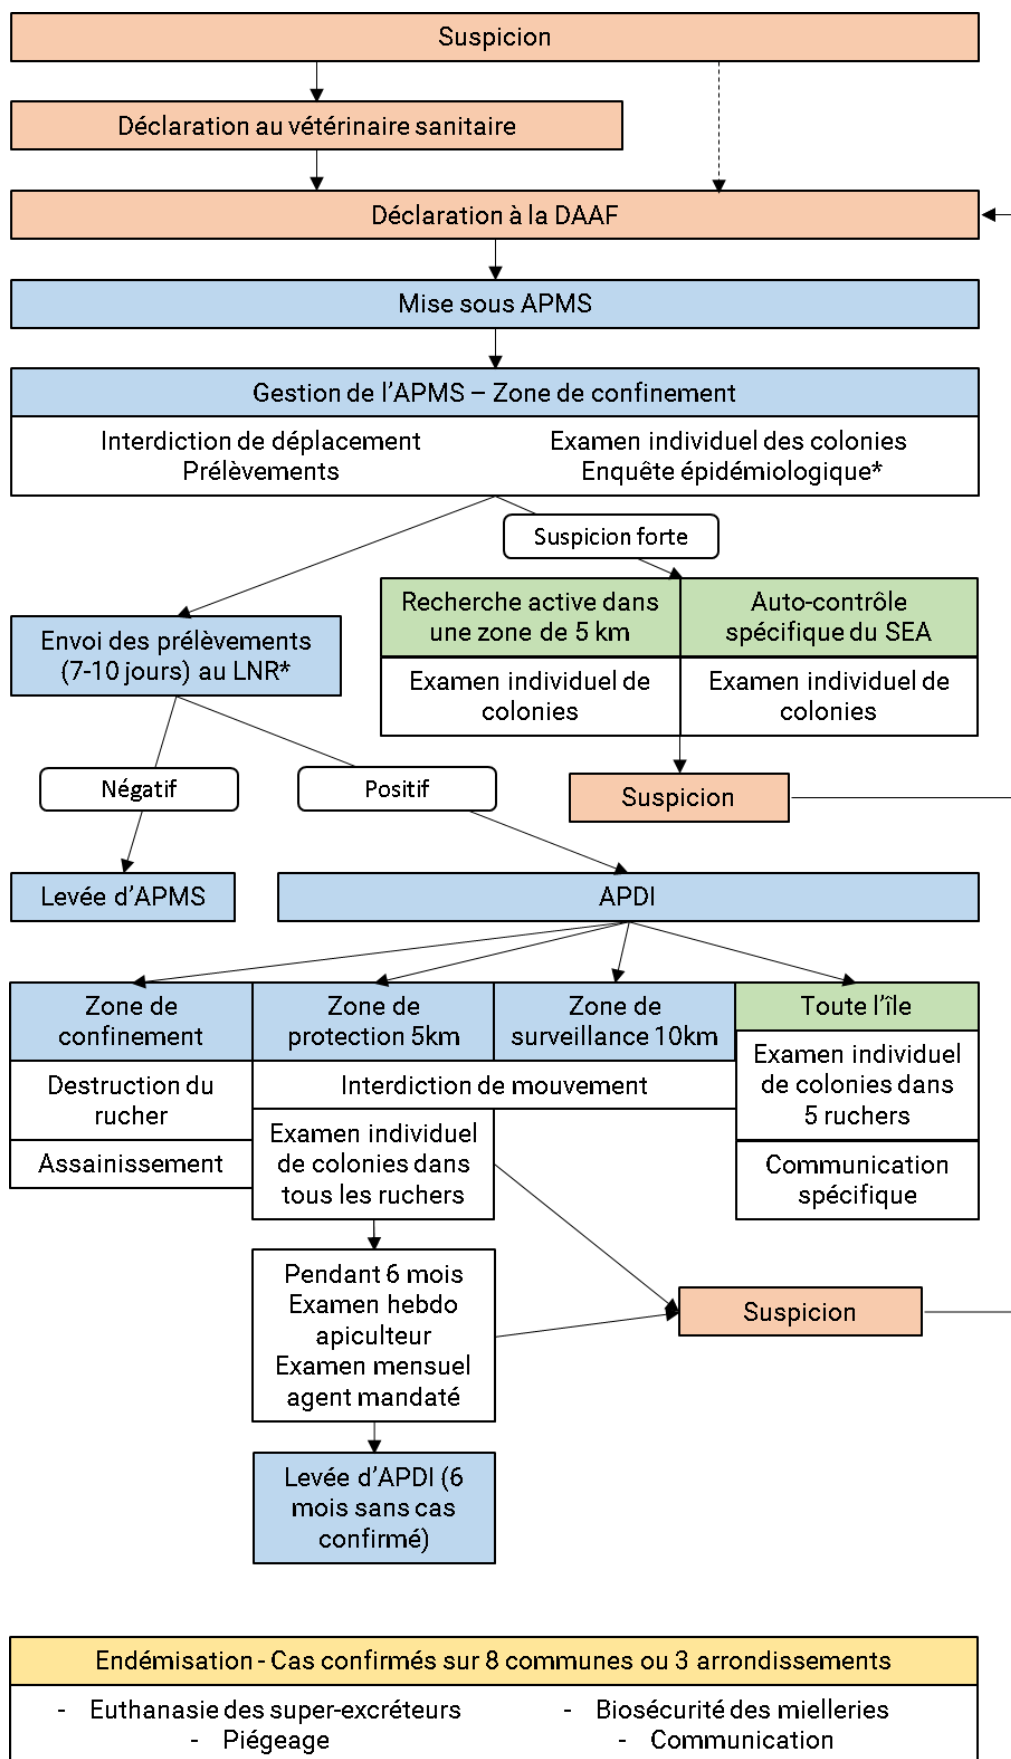 Suspicion
Déclaration au vétérinaire sanitaire
Déclaration à la DAAF
Mise sous APMS
Gestion de l'APMS – Zone de confinement
Interdiction de déplacement
Prélèvements
Examen individuel des colonies
Enquête épidémiologique*
Suspicion forte
Envoi des prélèvements
(7-10 jours) au LNR*
Recherche active dans
une zone de 5 km
Examen individuel de
colonies
Auto-contrôle
spécifique du SEA
Examen individuel de
colonies
Négatif
Positif
Suspicion
Levée d'APMS
APDI
Zone de
confinement
Zone de
protection 5km
Zone de
surveillance 10km
Toute l'île
Destruction du
rucher
Interdiction de mouvement
Examen individuel
de colonies dans
5 ruchers
Assainissement
Examen individuel
de colonies dans
tous les ruchers
Communication
spécifique
Pendant 6 mois
Examen hebdo
apiculteur
Examen mensuel
agent mandaté
Suspicion
Levée d'APDI (6
mois sans cas
confirmé)
Endémisation - Cas confirmés sur 8 communes ou 3 arrondissements
- Euthanasie des super-excréteurs
- Piégeage
- Biosécurité des mielleries
- Communication